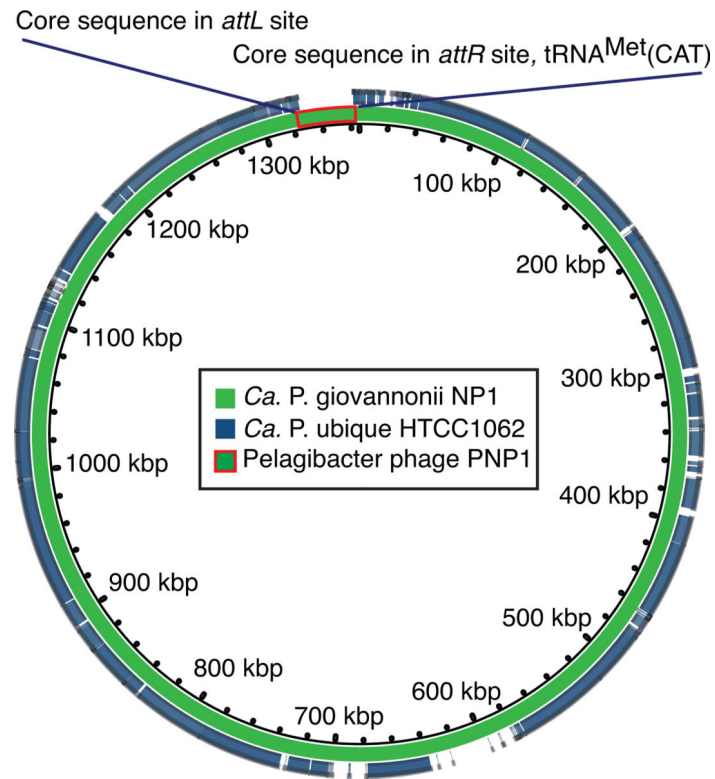 Core sequence in attL site
Core sequence in attR site, tRNAMet(CAT)
1300 kbp
100 kbp
1200 kbp
200 kbp
1100 kbp
300 kbp
Ca. P. giovannonii NP1
Ca. P. ubique HTCC1062
Pelagibacter phage PNP1
1000 kbp
400 kbp
900 kbp
500 kbp
800 kbp
600 kbp
700 kbp